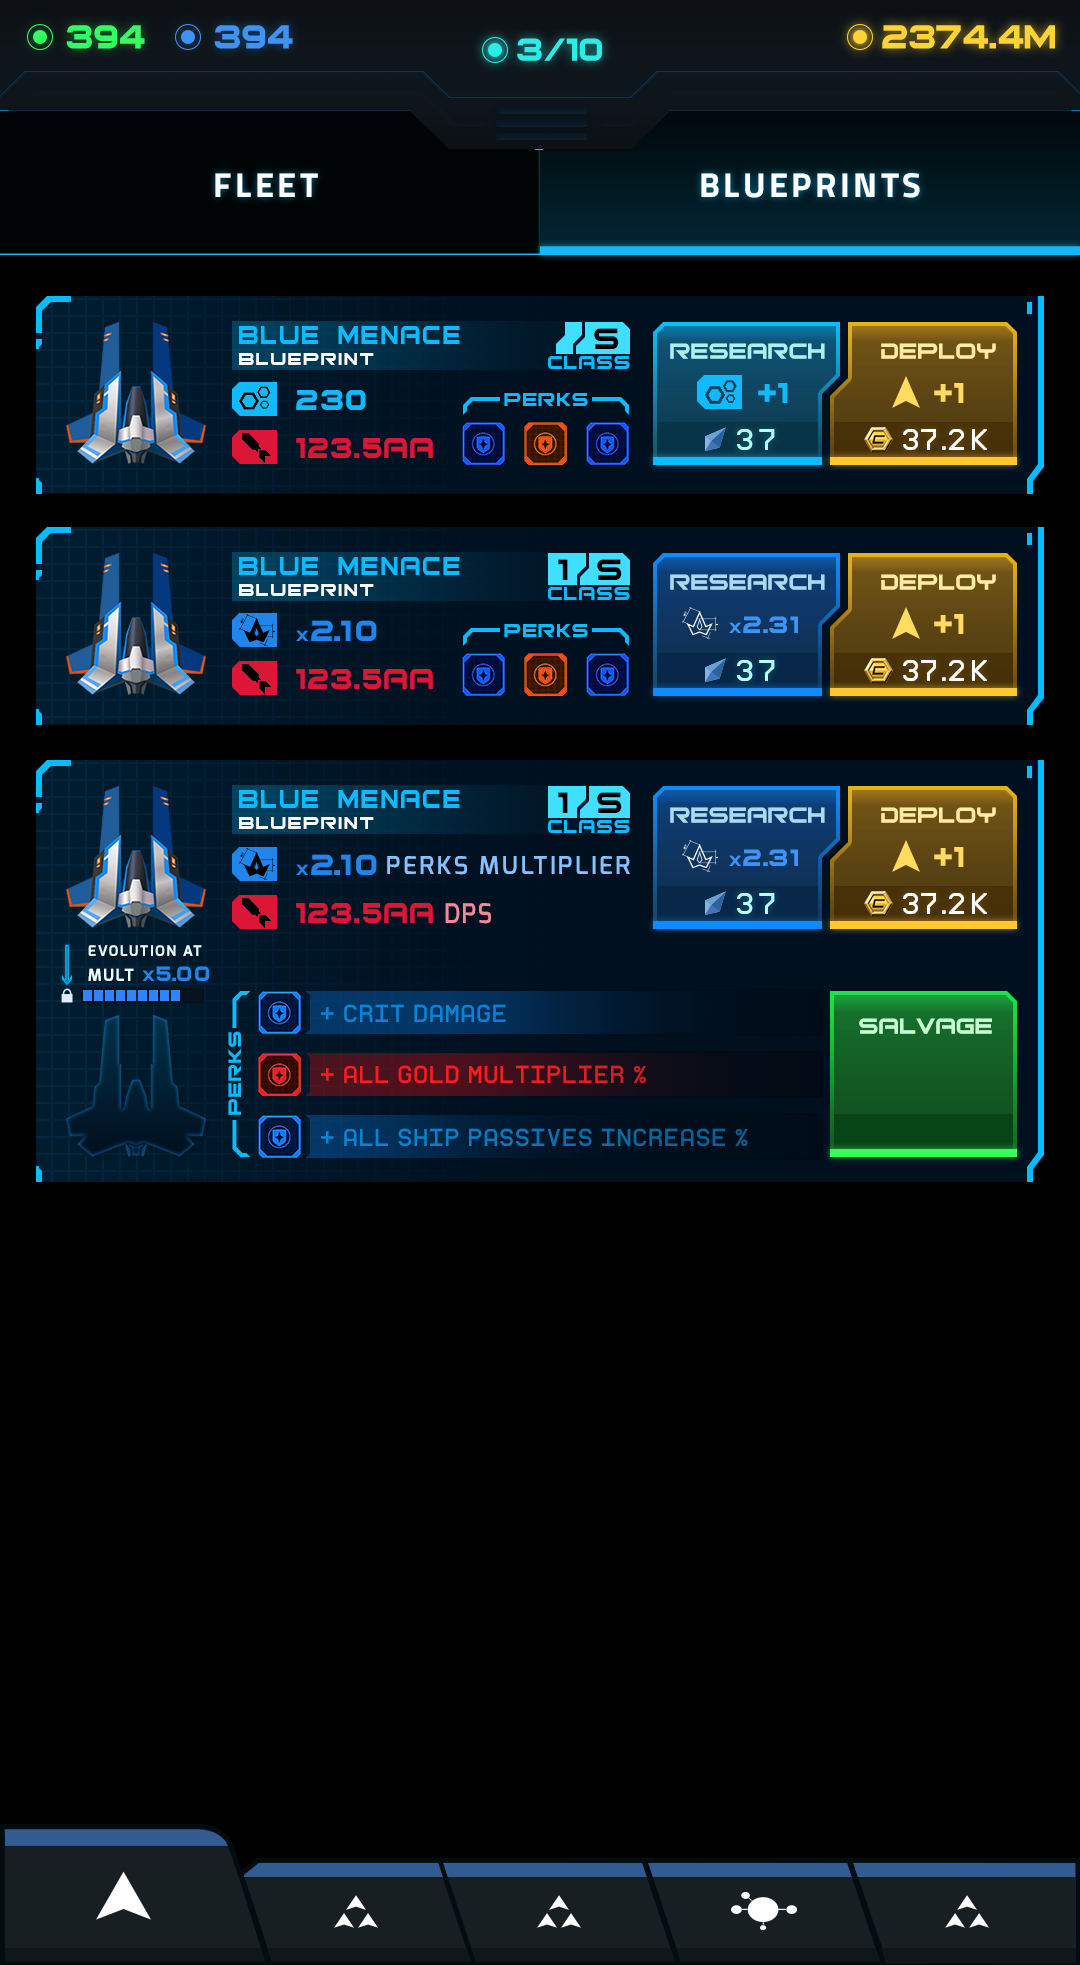 394 394 3/10 2374.4M
FLEET BLUEPRINTS
BLUE MENACE
BLUEPRINT
S
CLASS
230
123.5AA
PERKS
RESEARCH
+1
37
DEPLOY
+1
37.2K
BLUE MENACE
BLUEPRINT
1/S
CLASS
x2.10
123.5AA
PERKS
RESEARCH
x2.31
37
DEPLOY
+1
37.2K
BLUE MENACE
BLUEPRINT
1/S
CLASS
x2.10 PERKS MULTIPLIER
123.5AA DPS
RESEARCH
x2.31
37
DEPLOY
+1
37.2K
EVOLUTION AT
MULT x5.00
PERKS
+ CRIT DAMAGE
+ ALL GOLD MULTIPLIER %
+ ALL SHIP PASSIVES INCREASE %
SALVAGE